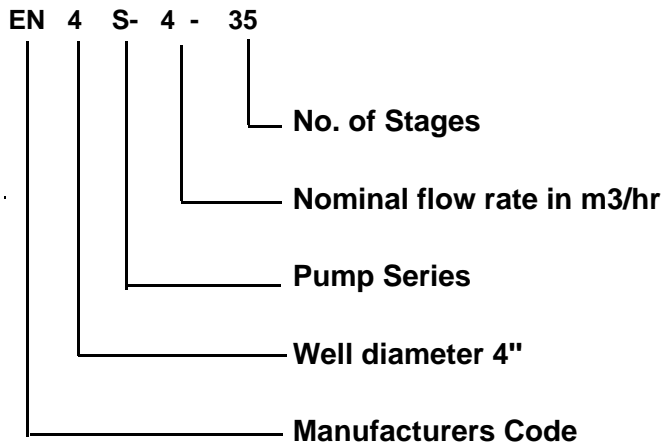 EN 4 S- 4 - 35
No. of Stages
Nominal flow rate in m3/hr
Pump Series
Well diameter 4"
Manufacturers Code